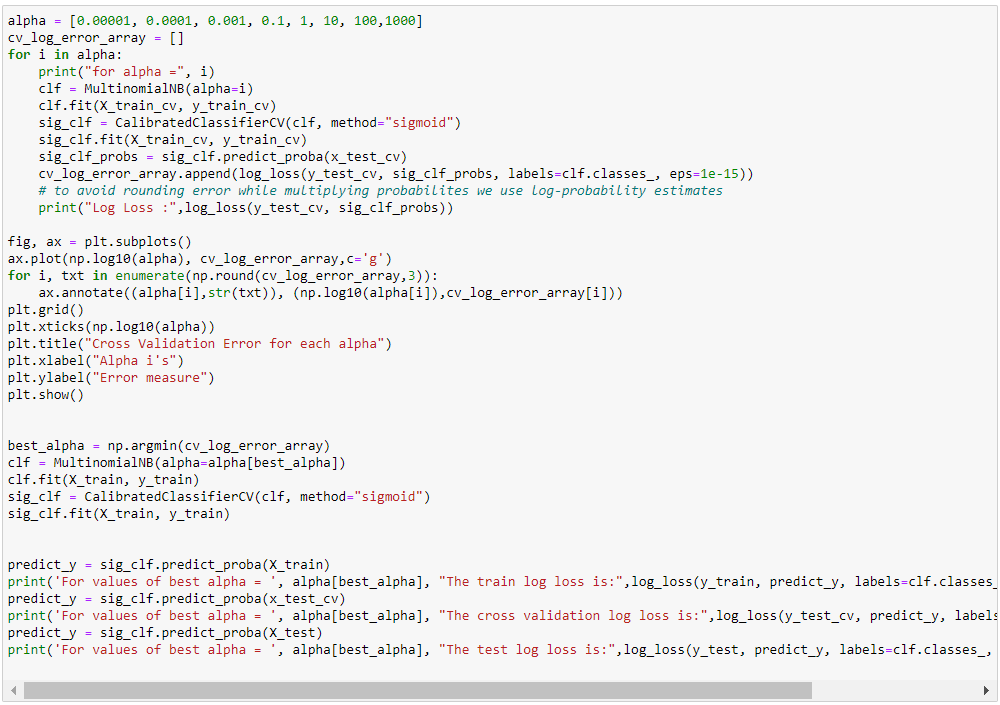 alpha = [0.00001, 0.0001, 0.001, 0.1, 1, 10, 100,1000]
cv_log_error_array = []
for i in alpha:
    print("for alpha =", i)
    clf = MultinomialNB(alpha=i)
    clf.fit(X_train_cv, y_train_cv)
    sig_clf = CalibratedClassifierCV(clf, method="sigmoid")
    sig_clf.fit(X_train_cv, y_train_cv)
    sig_clf_probs = sig_clf.predict_proba(x_test_cv)
    cv_log_error_array.append(log_loss(y_test_cv, sig_clf_probs, labels=clf.classes_, eps=1e-15))
    # to avoid rounding error while multiplying probabilites we use log-probability estimates
    print("Log Loss :",log_loss(y_test_cv, sig_clf_probs))
fig, ax = plt.subplots()
ax.plot(np.log10(alpha), cv_log_error_array,c='g')
for i, txt in enumerate(np.round(cv_log_error_array,3)):
    ax.annotate((alpha[i],str(txt)), (np.log10(alpha[i]),cv_log_error_array[i]))
plt.grid()
plt.xticks(np.log10(alpha))
plt.title("Cross Validation Error for each alpha")
plt.xlabel("Alpha i's")
plt.ylabel("Error measure")
plt.show()
best_alpha = np.argmin(cv_log_error_array)
clf = MultinomialNB(alpha=alpha[best_alpha])
clf.fit(X_train, y_train)
sig_clf = CalibratedClassifierCV(clf, method="sigmoid")
sig_clf.fit(X_train, y_train)
predict_y = sig_clf.predict_proba(X_train)
print('For values of best alpha = ', alpha[best_alpha], "The train log loss is:",log_loss(y_train, predict_y, labels=clf.classes_
predict_y = sig_clf.predict_proba(x_test_cv)
print('For values of best alpha = ', alpha[best_alpha], "The cross validation log loss is:",log_loss(y_test_cv, predict_y, labels
predict_y = sig_clf.predict_proba(X_test)
print('For values of best alpha = ', alpha[best_alpha], "The test log loss is:",log_loss(y_test, predict_y, labels=clf.classes_,